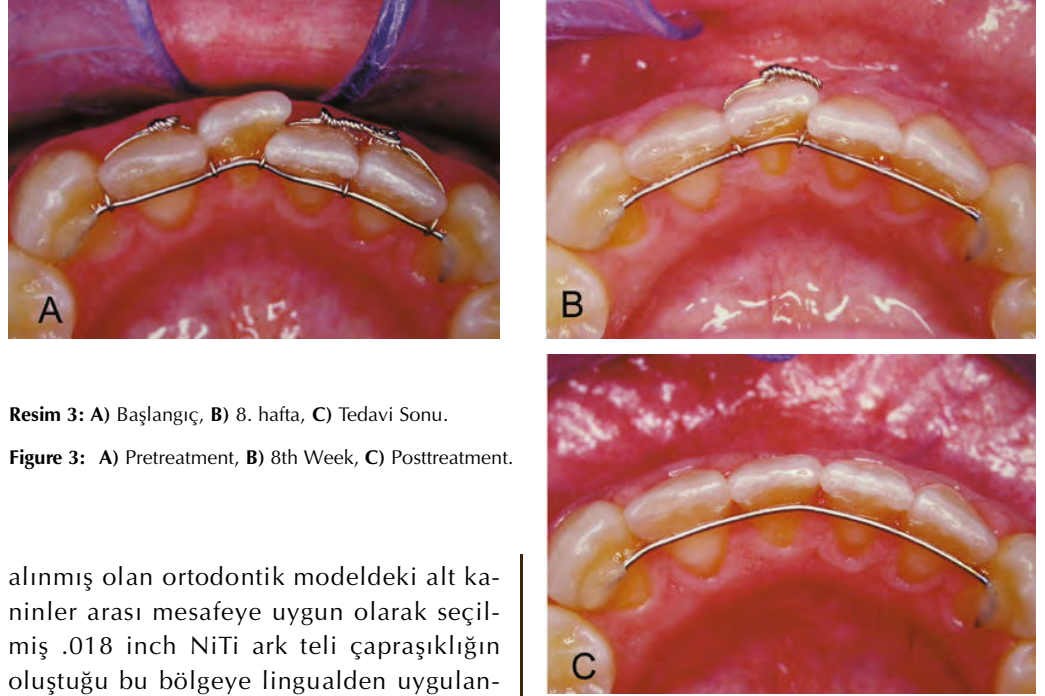 A
B
Resim 3: A) Başlangıç, B) 8. hafta, C) Tedavi Sonu.
Figure 3: A) Pretreatment, B) 8th Week, C) Posttreatment.
C
alınmış olan ortodontik modeldeki alt ka-
ninler arası mesafeye uygun olarak seçil-
miş .018 inch NiTi ark teli çapraşıklığın
oluştuğu bu bölgeye lingualden uygulan-